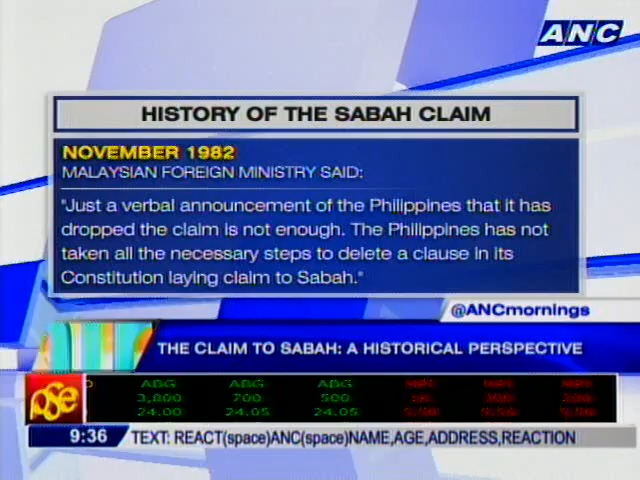 ANC
HISTORY OF THE SABAH CLAIM
NOVEMBER 1982
MALAYSIAN FOREIGN MINISTRY SAID:
"Just a verbal announcement of the Philippines that it has
dropped the claim is not enough. The Philippines has not
taken all the necessary steps to delete a clause in its
Constitution laying claim to Sabah."
@ANCmornings
THE CLAIM TO SABAH: A HISTORICAL PERSPECTIVE
pse
ABG ABG ABG
3,800 700 500
24.00 24.05 24.05
9:36 TEXT: REACT(space)ANC(space)NAME,AGE,ADDRESS,REACTION